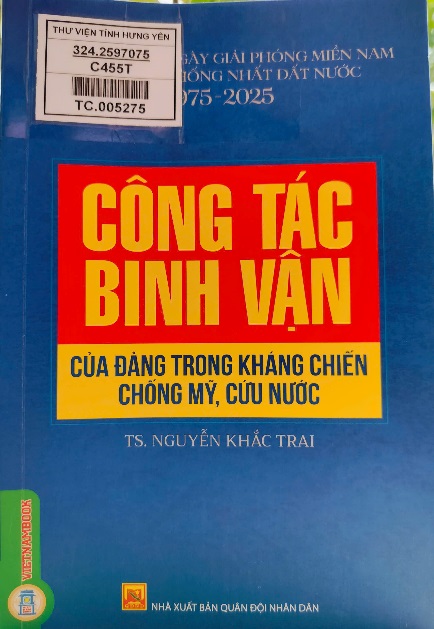 THƯ VIỆN TỈNH HƯNG YÊN
324.2597075
C455T
TC.005275
GÀY GIẢI PHÓNG MIỀN NAM
HỐNG NHẤT ĐẤT NƯỚC
975-2025
CÔNG TÁC
BINH VẬN
CỦA ĐẢNG TRONG KHÁNG CHIẾN
CHỐNG MỸ, CỨU NƯỚC
TS. NGUYỄN KHẮC TRAI
VIETNAMBOOK
NHÀ XUẤT BẢN QUÂN ĐỘI NHÂN DÂN